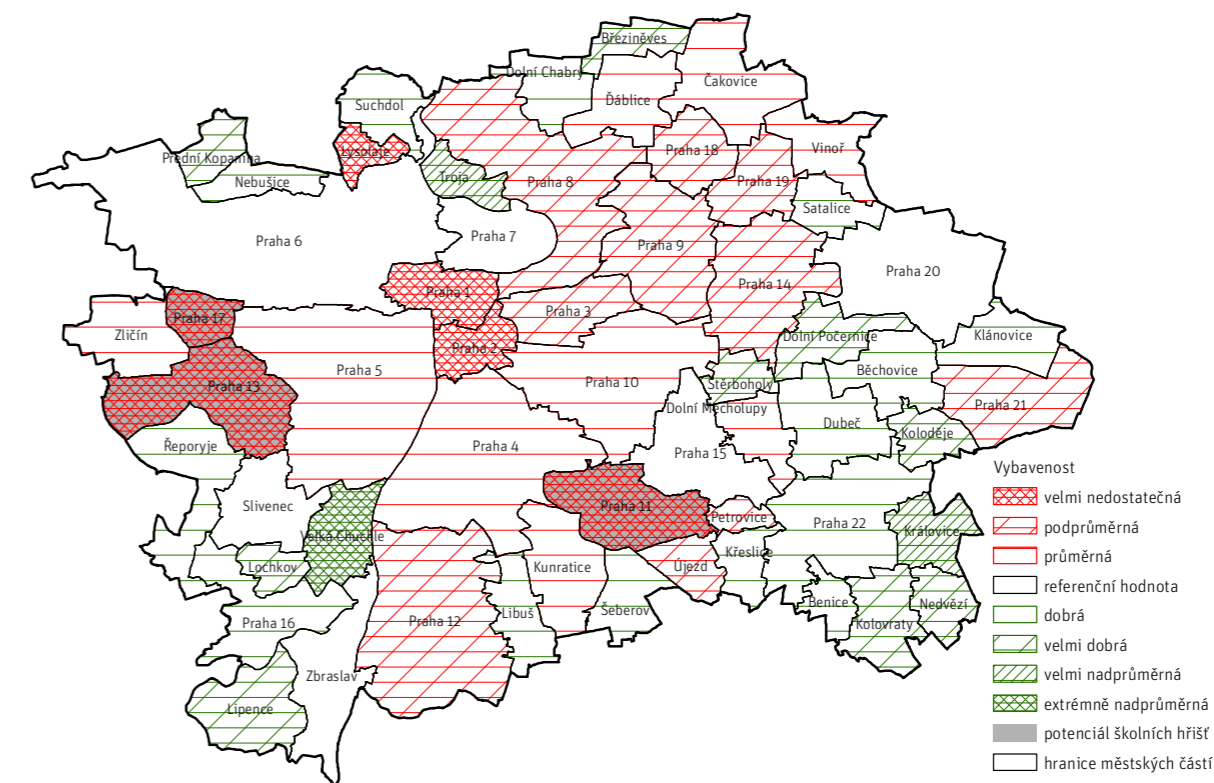 Březiněves
Dolní Chabry
Čakovice
Suchdol
Ďáblice
Lysolaje
Praha 18
Vinoř
Přední Kopanina
Troja
Praha 8
Praha 19
Nebušice
Satalice
Praha 6
Praha 7
Praha 9
Praha 20
Praha 14
Praha 1
Praha 3
Praha 17
Zličín
Dolní Počernice
Klánovice
Praha 2
Praha 5
Běchovice
Praha 10
Štěrboholy
Praha 13
Praha 21
Dolní Měcholupy
Dubeč
Koloděje
Řeporyje
Praha 4
Praha 15
Vybavenost
velmi nedostatečná
Slivenec
Praha 11
Petrovice
Praha 22
podprůměrná
Královice
Velká Chuchle
Křeslice
průměrná
Lochkov
Kunratice
Újezd
referenční hodnota
Benice
Nedvězí
Libuš
Šeberov
dobrá
Praha 16
Praha 12
Kolovraty
velmi dobrá
Zbraslav
velmi nadprůměrná
Lipence
extrémně nadprůměrná
potenciál školních hřišť
hranice městských částí